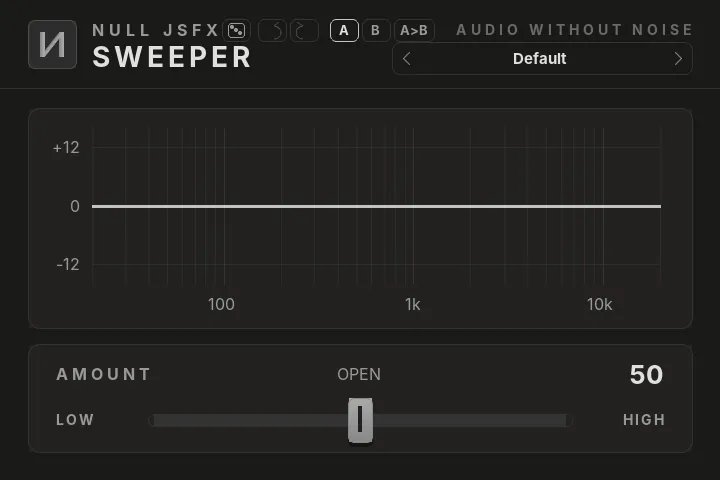 NULL JSFX
A B A>B
AUDIO WITHOUT NOISE
SWEEPER
Default
+12
0
-12
100 1k 10k
AMOUNT OPEN 50
LOW HIGH